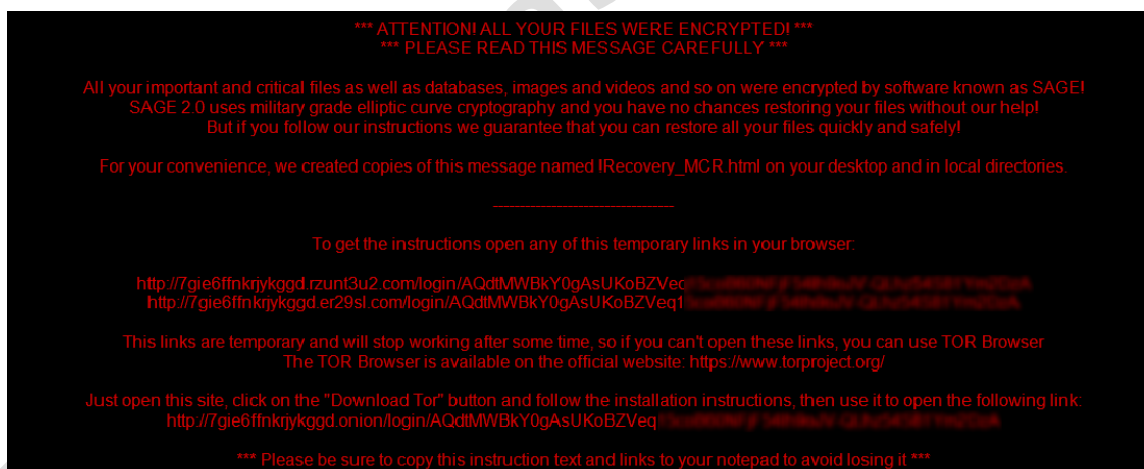 *** ATTENTION! ALL YOUR FILES WERE ENCRYPTED! ***
*** PLEASE READ THIS MESSAGE CAREFULLY ***
All your important and critical files as well as databases, images and videos and so on were encrypted by software known as SAGE!
SAGE 2.0 uses military grade elliptic curve cryptography and you have no chances restoring your files without our help!
But if you follow our instructions we guarantee that you can restore all your files quickly and safely!
For your convenience, we created copies of this message named !Recovery_MCR.html on your desktop and in local directories.
--------------------------------
To get the instructions open any of this temporary links in your browser:
http://7gie6ffnkrjykggd.rzunt3u2.com/login/AQdtMWBkY0gAsUKoBZVeq
http://7gie6ffnkrjykggd.er29sl.com/login/AQdtMWBkY0gAsUKoBZVeq1
This links are temporary and will stop working after some time, so if you can't open these links, you can use TOR Browser
The TOR Browser is available on the official website: https://www.torproject.org/
Just open this site, click on the "Download Tor" button and follow the installation instructions, then use it to open the following link:
http://7gie6ffnkrjykggd.onion/login/AQdtMWBkY0gAsUKoBZVeq
*** Please be sure to copy this instruction text and links to your notepad to avoid losing it ***